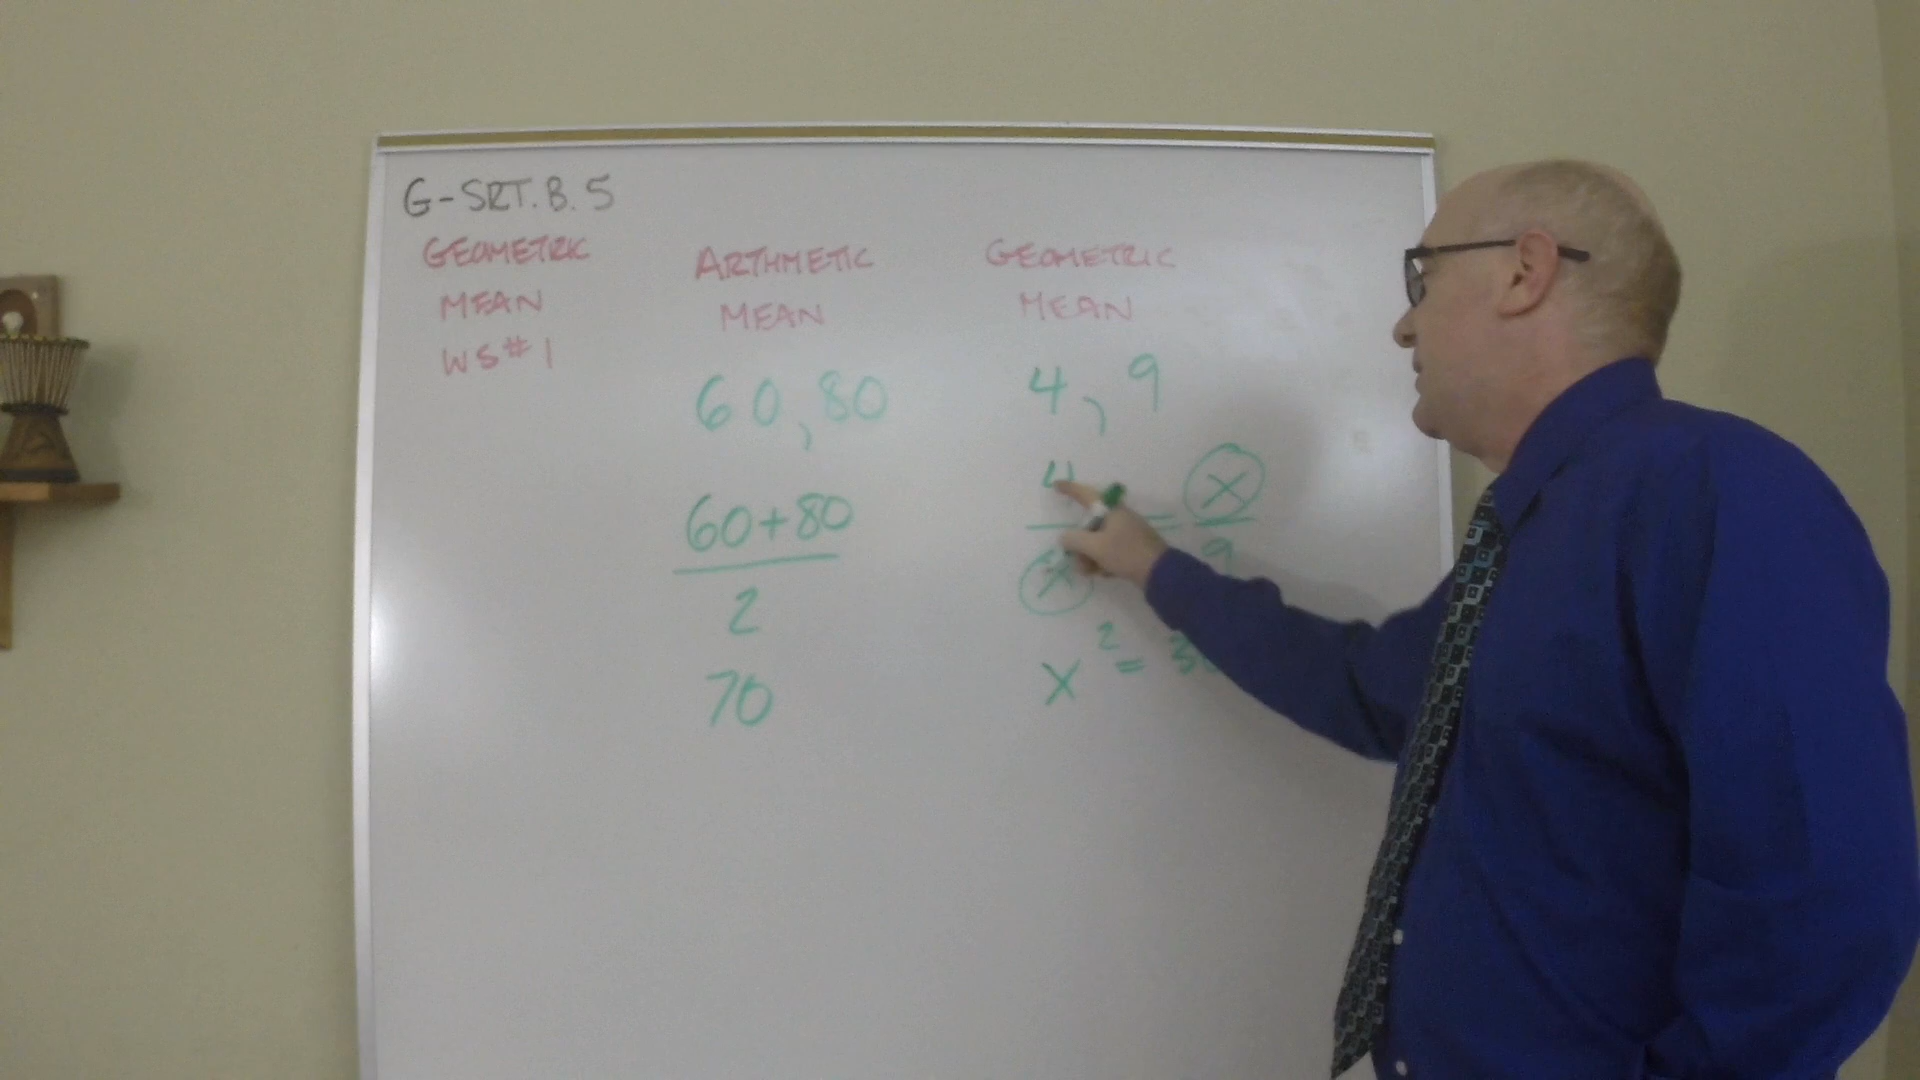 G-SRT.B.5
GEOMETRIC
MEAN
WS#1
ARTHMETIC
MEAN
60,80
60+80
2
70
GEOMETRIC
MEAN
4,9
4 = x
x 9
x² =